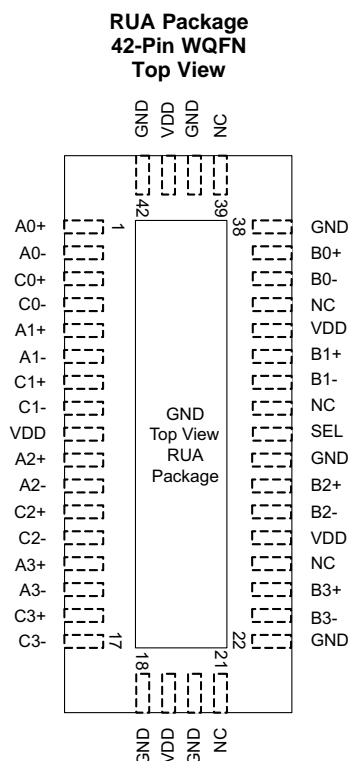 RUA Package
42-Pin WQFN
Top View
GND
VDD
GND
NC
42
39
A0+
1
38
GND
A0-
B0+
C0+
B0-
C0-
NC
A1+
VDD
A1-
B1+
C1+
B1-
C1-
NC
VDD
SEL
A2+
GND
A2-
B2+
C2+
B2-
C2-
VDD
A3+
NC
A3-
B3+
C3+
B3-
C3-
17
22
GND
GND
Top View
RUA
Package
18
21
GND
VDD
GND
NC